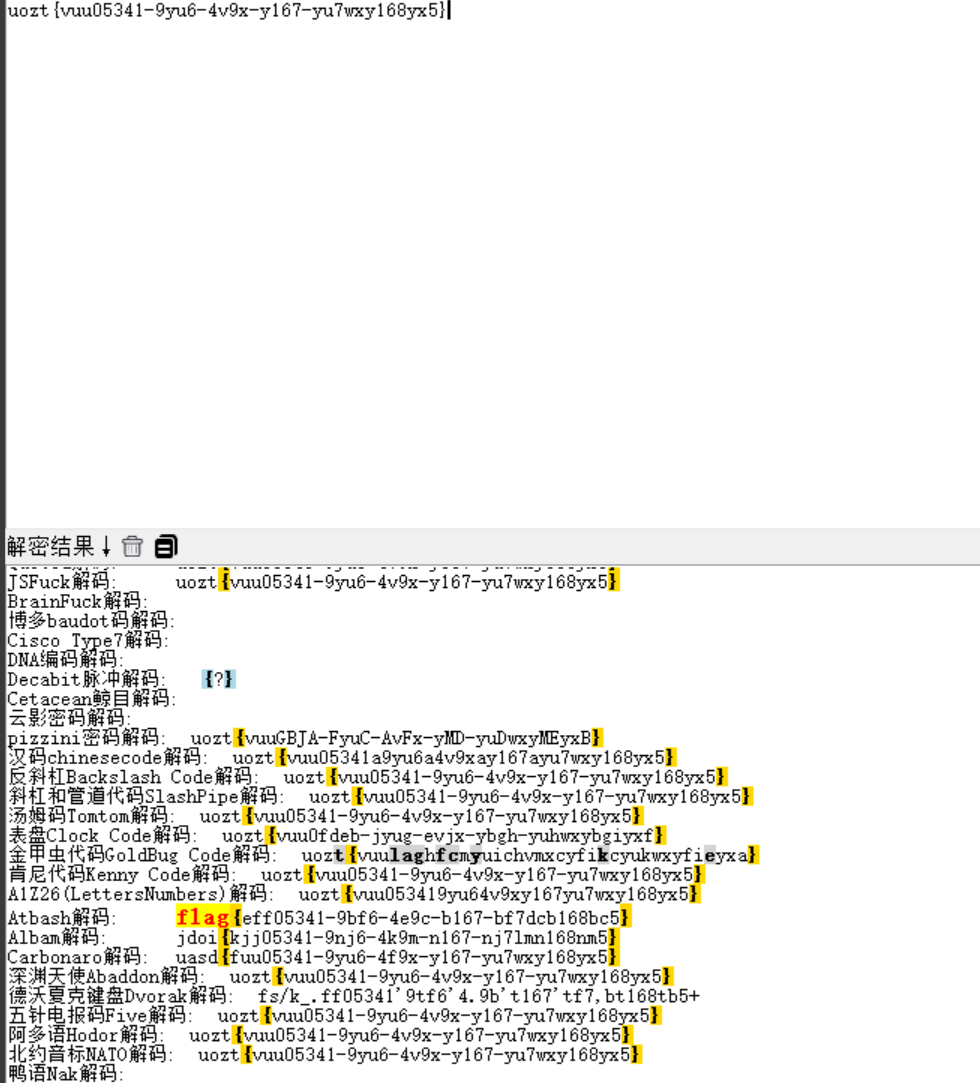 uozt{vuu05341-9yu6-4v9x-y167-yu7wxy168yx5}
解密结果↓
JSFuck解码: uozt{vuu05341-9yu6-4v9x-y167-yu7wxy168yx5}
BrainFuck解码:
博多baudot码解码:
Cisco Type7解码:
DNA编码解码:
Decabit脉冲解码: {?}
Cetacean鲸目解码:
云影密码解码:
pizzini密码解码: uozt{vuuGBJA-FyuC-AvFx-yMD-yuDwxyMEyxB}
汉码chinesecode解码: uozt{vuu05341a9yu6a4v9xay167ayu7wxy168yx5}
反斜杠Backslash Code解码: uozt{vuu05341-9yu6-4v9x-y167-yu7wxy168yx5}
斜杠和管道代码SlashPipe解码: uozt{vuu05341-9yu6-4v9x-y167-yu7wxy168yx5}
汤姆码Tomtom解码: uozt{vuu05341-9yu6-4v9x-y167-yu7wxy168yx5}
表盘Clock Code解码: uozt{vuu0fdeb-jyug-evjx-ybgh-yuhwxybgiyxf}
金甲虫代码GoldBug Code解码: uozt{vuulaghfcmyuichvmxcyfikcyukwxyfieyxa}
肯尼代码Kenny Code解码: uozt{vuu05341-9yu6-4v9x-y167-yu7wxy168yx5}
A1Z26(LettersNumbers)解码: uozt{vuu053419yu64v9xy167yu7wxy168yx5}
Atbash解码: flag{eff05341-9bf6-4e9c-b167-bf7dcb168bc5}
Albam解码: jdoi{kjj05341-9nj6-4k9m-n167-nj7lmn168nm5}
Carbonaro解码: uasd{fuu05341-9yu6-4f9x-y167-yu7wxy168yx5}
深渊天使Abaddon解码: uozt{vuu05341-9yu6-4v9x-y167-yu7wxy168yx5}
德沃夏克键盘Dvorak解码: fs/k_.ff05341'9tf6'4.9b't167'tf7,bt168tb5+
五针电报码Five解码: uozt{vuu05341-9yu6-4v9x-y167-yu7wxy168yx5}
阿多语Hodor解码: uozt{vuu05341-9yu6-4v9x-y167-yu7wxy168yx5}
北约音标NATO解码: uozt{vuu05341-9yu6-4v9x-y167-yu7wxy168yx5}
鸭语Nak解码: